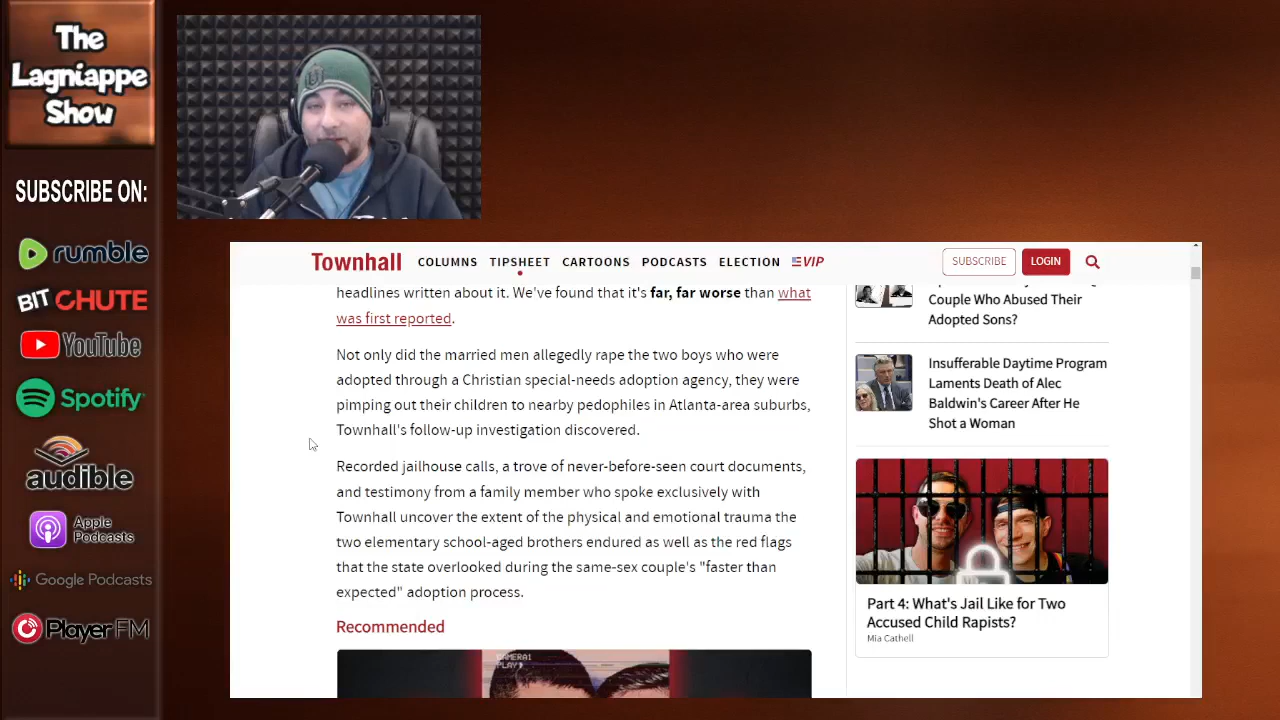 The
Lagniappe
Show
SUBSCRIBE ON:
rumble
BIT CHUTE
YouTube
Spotify
audible
Apple
Podcasts
Google Podcasts
Player FM
Townhall
COLUMNS TIPSHEET CARTOONS PODCASTS ELECTION VIP
SUBSCRIBE LOGIN
headlines written about it. We've found that it's far, far worse than what
was first reported.
Not only did the married men allegedly rape the two boys who were
adopted through a Christian special-needs adoption agency, they were
pimping out their children to nearby pedophiles in Atlanta-area suburbs,
Townhall's follow-up investigation discovered.
Recorded jailhouse calls, a trove of never-before-seen court documents,
and testimony from a family member who spoke exclusively with
Townhall uncover the extent of the physical and emotional trauma the
two elementary school-aged brothers endured as well as the red flags
that the state overlooked during the same-sex couple's "faster than
expected" adoption process.
Recommended
CAMERA1
PLAY
Couple Who Abused Their
Adopted Sons?
Insufferable Daytime Program
Laments Death of Alec
Baldwin's Career After He
Shot a Woman
Part 4: What's Jail Like for Two
Accused Child Rapists?
Mia Cathell